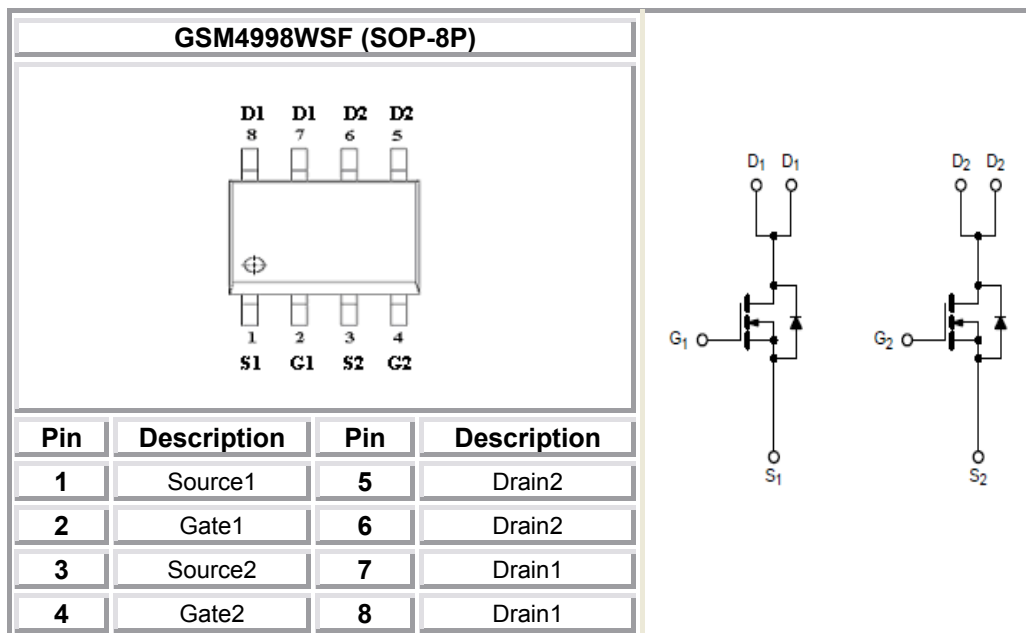 GSM4998WSF (SOP-8P)
D1 D1 D2 D2
8 7 6 5
1 2 3 4
S1 G1 S2 G2
Pin Description Pin Description
1 Source1 5 Drain2
2 Gate1 6 Drain2
3 Source2 7 Drain1
4 Gate2 8 Drain1
D₁ D₁ D₂ D₂
G₁ G₂
S₁ S₂